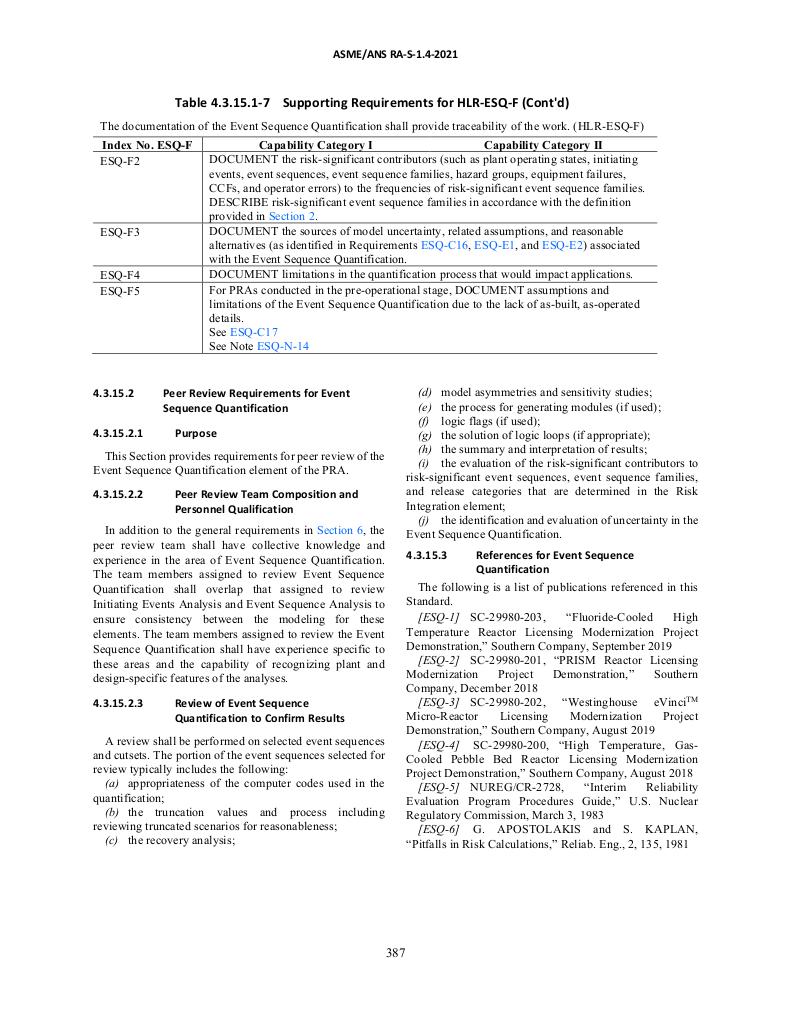 ASME/ANS RA-S-1.4-2021
Table 4.3.15.1-7 Supporting Requirements for HLR-ESQ-F (Cont'd)
The documentation of the Event Sequence Quantification shall provide traceability of the work. (HLR-ESQ-F)
Index No. ESQ-F Capability Category I Capability Category II
ESQ-F2 DOCUMENT the risk-significant contributors (such as plant operating states, initiating
events, event sequences, event sequence families, hazard groups, equipment failures,
CCFs, and operator errors) to the frequencies of risk-significant event sequence families.
DESCRIBE risk-significant event sequence families in accordance with the definition
provided in Section 2.
ESQ-F3 DOCUMENT the sources of model uncertainty, related assumptions, and reasonable
alternatives (as identified in Requirements ESQ-C16, ESQ-E1, and ESQ-E2) associated
with the Event Sequence Quantification.
ESQ-F4 DOCUMENT limitations in the quantification process that would impact applications.
ESQ-F5 For PRAs conducted in the pre-operational stage, DOCUMENT assumptions and
limitations of the Event Sequence Quantification due to the lack of as-built, as-operated
details.
See ESQ-C17
See Note ESQ-N-14
4.3.15.2 Peer Review Requirements for Event
Sequence Quantification
4.3.15.2.1 Purpose
This Section provides requirements for peer review of the
Event Sequence Quantification element of the PRA.
4.3.15.2.2 Peer Review Team Composition and
Personnel Qualification
In addition to the general requirements in Section 6, the
peer review team shall have collective knowledge and
experience in the area of Event Sequence Quantification.
The team members assigned to review Event Sequence
Quantification shall overlap that assigned to review
Initiating Events Analysis and Event Sequence Analysis to
ensure consistency between the modeling for these
elements. The team members assigned to review the Event
Sequence Quantification shall have experience specific to
these areas and the capability of recognizing plant and
design-specific features of the analyses.
4.3.15.2.3 Review of Event Sequence
Quantification to Confirm Results
A review shall be performed on selected event sequences
and cutsets. The portion of the event sequences selected for
review typically includes the following:
(a) appropriateness of the computer codes used in the
quantification;
(b) the truncation values and process including
reviewing truncated scenarios for reasonableness;
(c) the recovery analysis;
(d) model asymmetries and sensitivity studies;
(e) the process for generating modules (if used);
(f) logic flags (if used);
(g) the solution of logic loops (if appropriate);
(h) the summary and interpretation of results;
(i) the evaluation of the risk-significant contributors to
risk-significant event sequences, event sequence families,
and release categories that are determined in the Risk
Integration element;
(j) the identification and evaluation of uncertainty in the
Event Sequence Quantification.
4.3.15.3 References for Event Sequence
Quantification
The following is a list of publications referenced in this
Standard.
[ESQ-1] SC-29980-203, “Fluoride-Cooled High
Temperature Reactor Licensing Modernization Project
Demonstration,” Southern Company, September 2019
[ESQ-2] SC-29980-201, “PRISM Reactor Licensing
Modernization Project Demonstration,” Southern
Company, December 2018
[ESQ-3] SC-29980-202, “Westinghouse eVinci™
Micro-Reactor Licensing Modernization Project
Demonstration,” Southern Company, August 2019
[ESQ-4] SC-29980-200, “High Temperature, Gas-
Cooled Pebble Bed Reactor Licensing Modernization
Project Demonstration,” Southern Company, August 2018
[ESQ-5] NUREG/CR-2728, “Interim Reliability
Evaluation Program Procedures Guide,” U.S. Nuclear
Regulatory Commission, March 3, 1983
[ESQ-6] G. APOSTOLAKIS and S. KAPLAN,
“Pitfalls in Risk Calculations,” Reliab. Eng., 2, 135, 1981
387